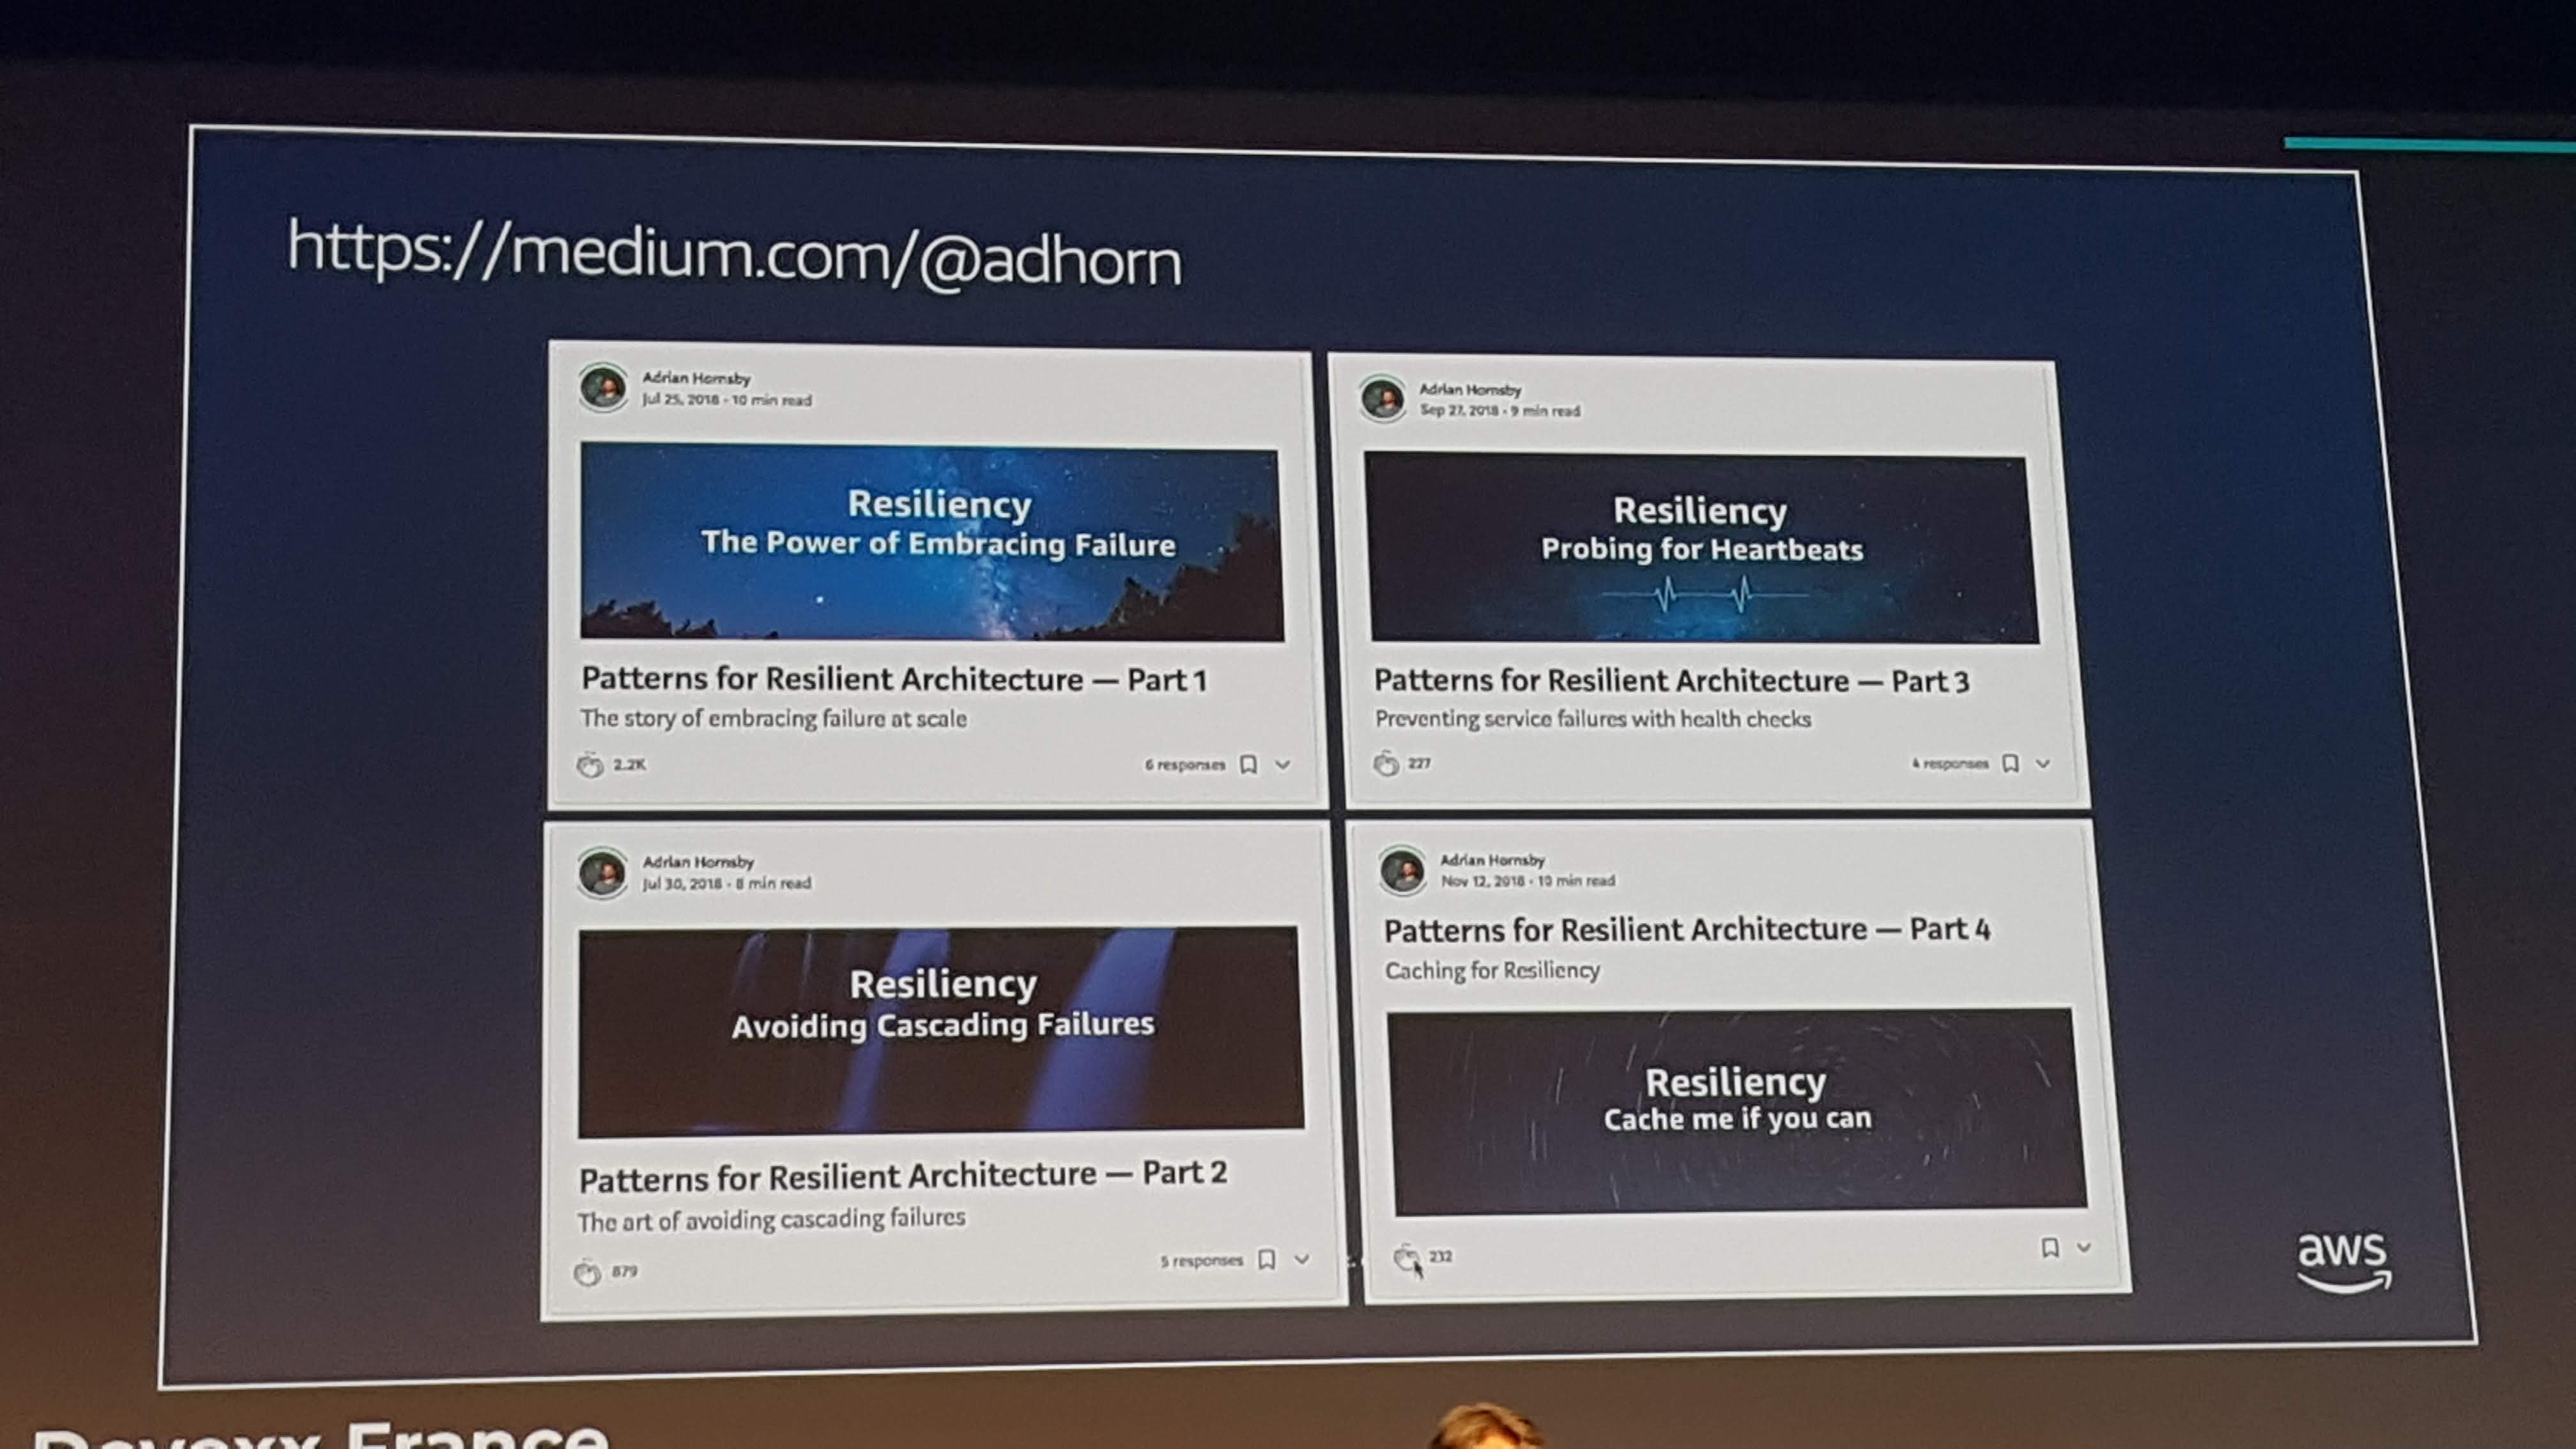 https://medium.com/@adhorn
Adrian Hornsby
Jul 25, 2018 · 10 min read
Resiliency
The Power of Embracing Failure
Patterns for Resilient Architecture — Part 1
The story of embracing failure at scale
2.2K
6 responses
Adrian Hornsby
Sep 27, 2018 · 9 min read
Resiliency
Probing for Heartbeats
Patterns for Resilient Architecture — Part 3
Preventing service failures with health checks
227
4 responses
Adrian Hornsby
Jul 30, 2018 · 8 min read
Resiliency
Avoiding Cascading Failures
Patterns for Resilient Architecture — Part 2
The art of avoiding cascading failures
879
5 responses
Adrian Hornsby
Nov 12, 2018 · 10 min read
Patterns for Resilient Architecture — Part 4
Caching for Resiliency
Resiliency
Cache me if you can
232
aws
Devoxx France